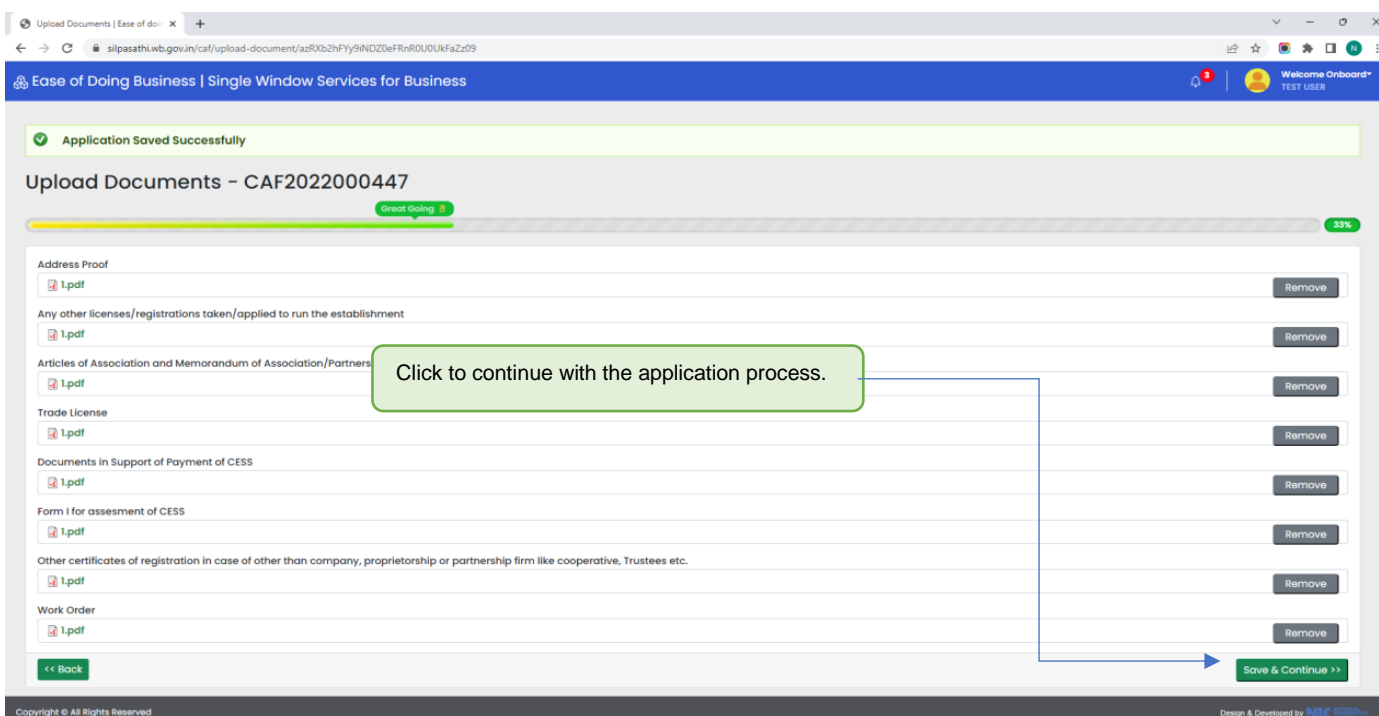 Upload Documents | Ease of doi
silpasathi.wb.gov.in/caf/upload-document/azRXb2hFYy9iNDZ0eFRnR0U0UkFaZz09
N
Ease of Doing Business | Single Window Services for Business
3
Welcome Onboard
TEST USER
Application Saved Successfully
Upload Documents - CAF2022000447
Great Going
33%
Address Proof
1.pdf Remove
Any other licenses/registrations taken/applied to run the establishment
1.pdf Remove
Articles of Association and Memorandum of Association/Partners
Click to continue with the application process.
1.pdf Remove
Trade License
1.pdf Remove
Documents in Support of Payment of CESS
1.pdf Remove
Form I for assesment of CESS
1.pdf Remove
Other certificates of registration in case of other than company, proprietorship or partnership firm like cooperative, Trustees etc.
1.pdf Remove
Work Order
1.pdf Remove
<< Back Save & Continue >>
Copyright © All Rights Reserved Design & Developed by NIC